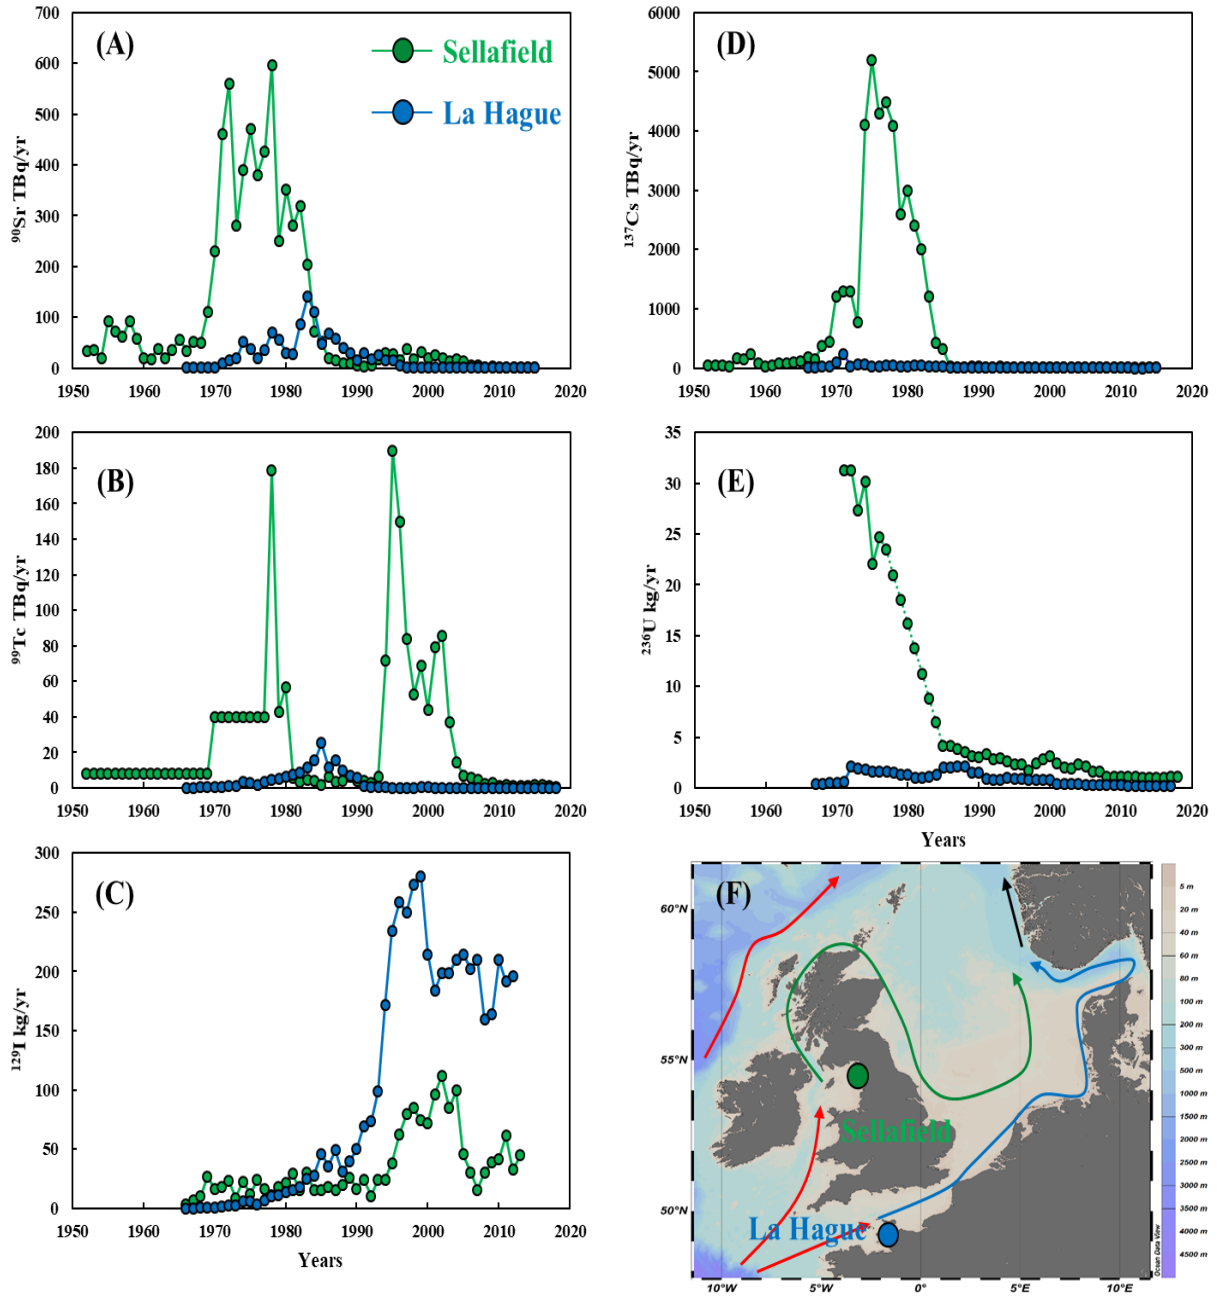 (A)
Sellafield
La Hague
⁹⁰Sr TBq/yr
700
600
500
400
300
200
100
0
1950 1960 1970 1980 1990 2000 2010 2020
(D)
¹³⁷Cs TBq/yr
6000
5000
4000
3000
2000
1000
0
1950 1960 1970 1980 1990 2000 2010 2020
(B)
⁹⁹Tc TBq/yr
200
180
160
140
120
100
80
60
40
20
0
1950 1960 1970 1980 1990 2000 2010 2020
(E)
²³⁶U kg/yr
35
30
25
20
15
10
5
0
1950 1960 1970 1980 1990 2000 2010 2020
Years
(C)
¹²⁹I kg/yr
300
250
200
150
100
50
0
1950 1960 1970 1980 1990 2000 2010 2020
Years
(F)
60°N
55°N
50°N
10°W 5°W 0° 5°E 10°E
Sellafield
La Hague
5 m
20 m
40 m
60 m
80 m
100 m
200 m
300 m
500 m
1000 m
1500 m
2000 m
2500 m
3000 m
3500 m
4000 m
4500 m
Ocean Data View